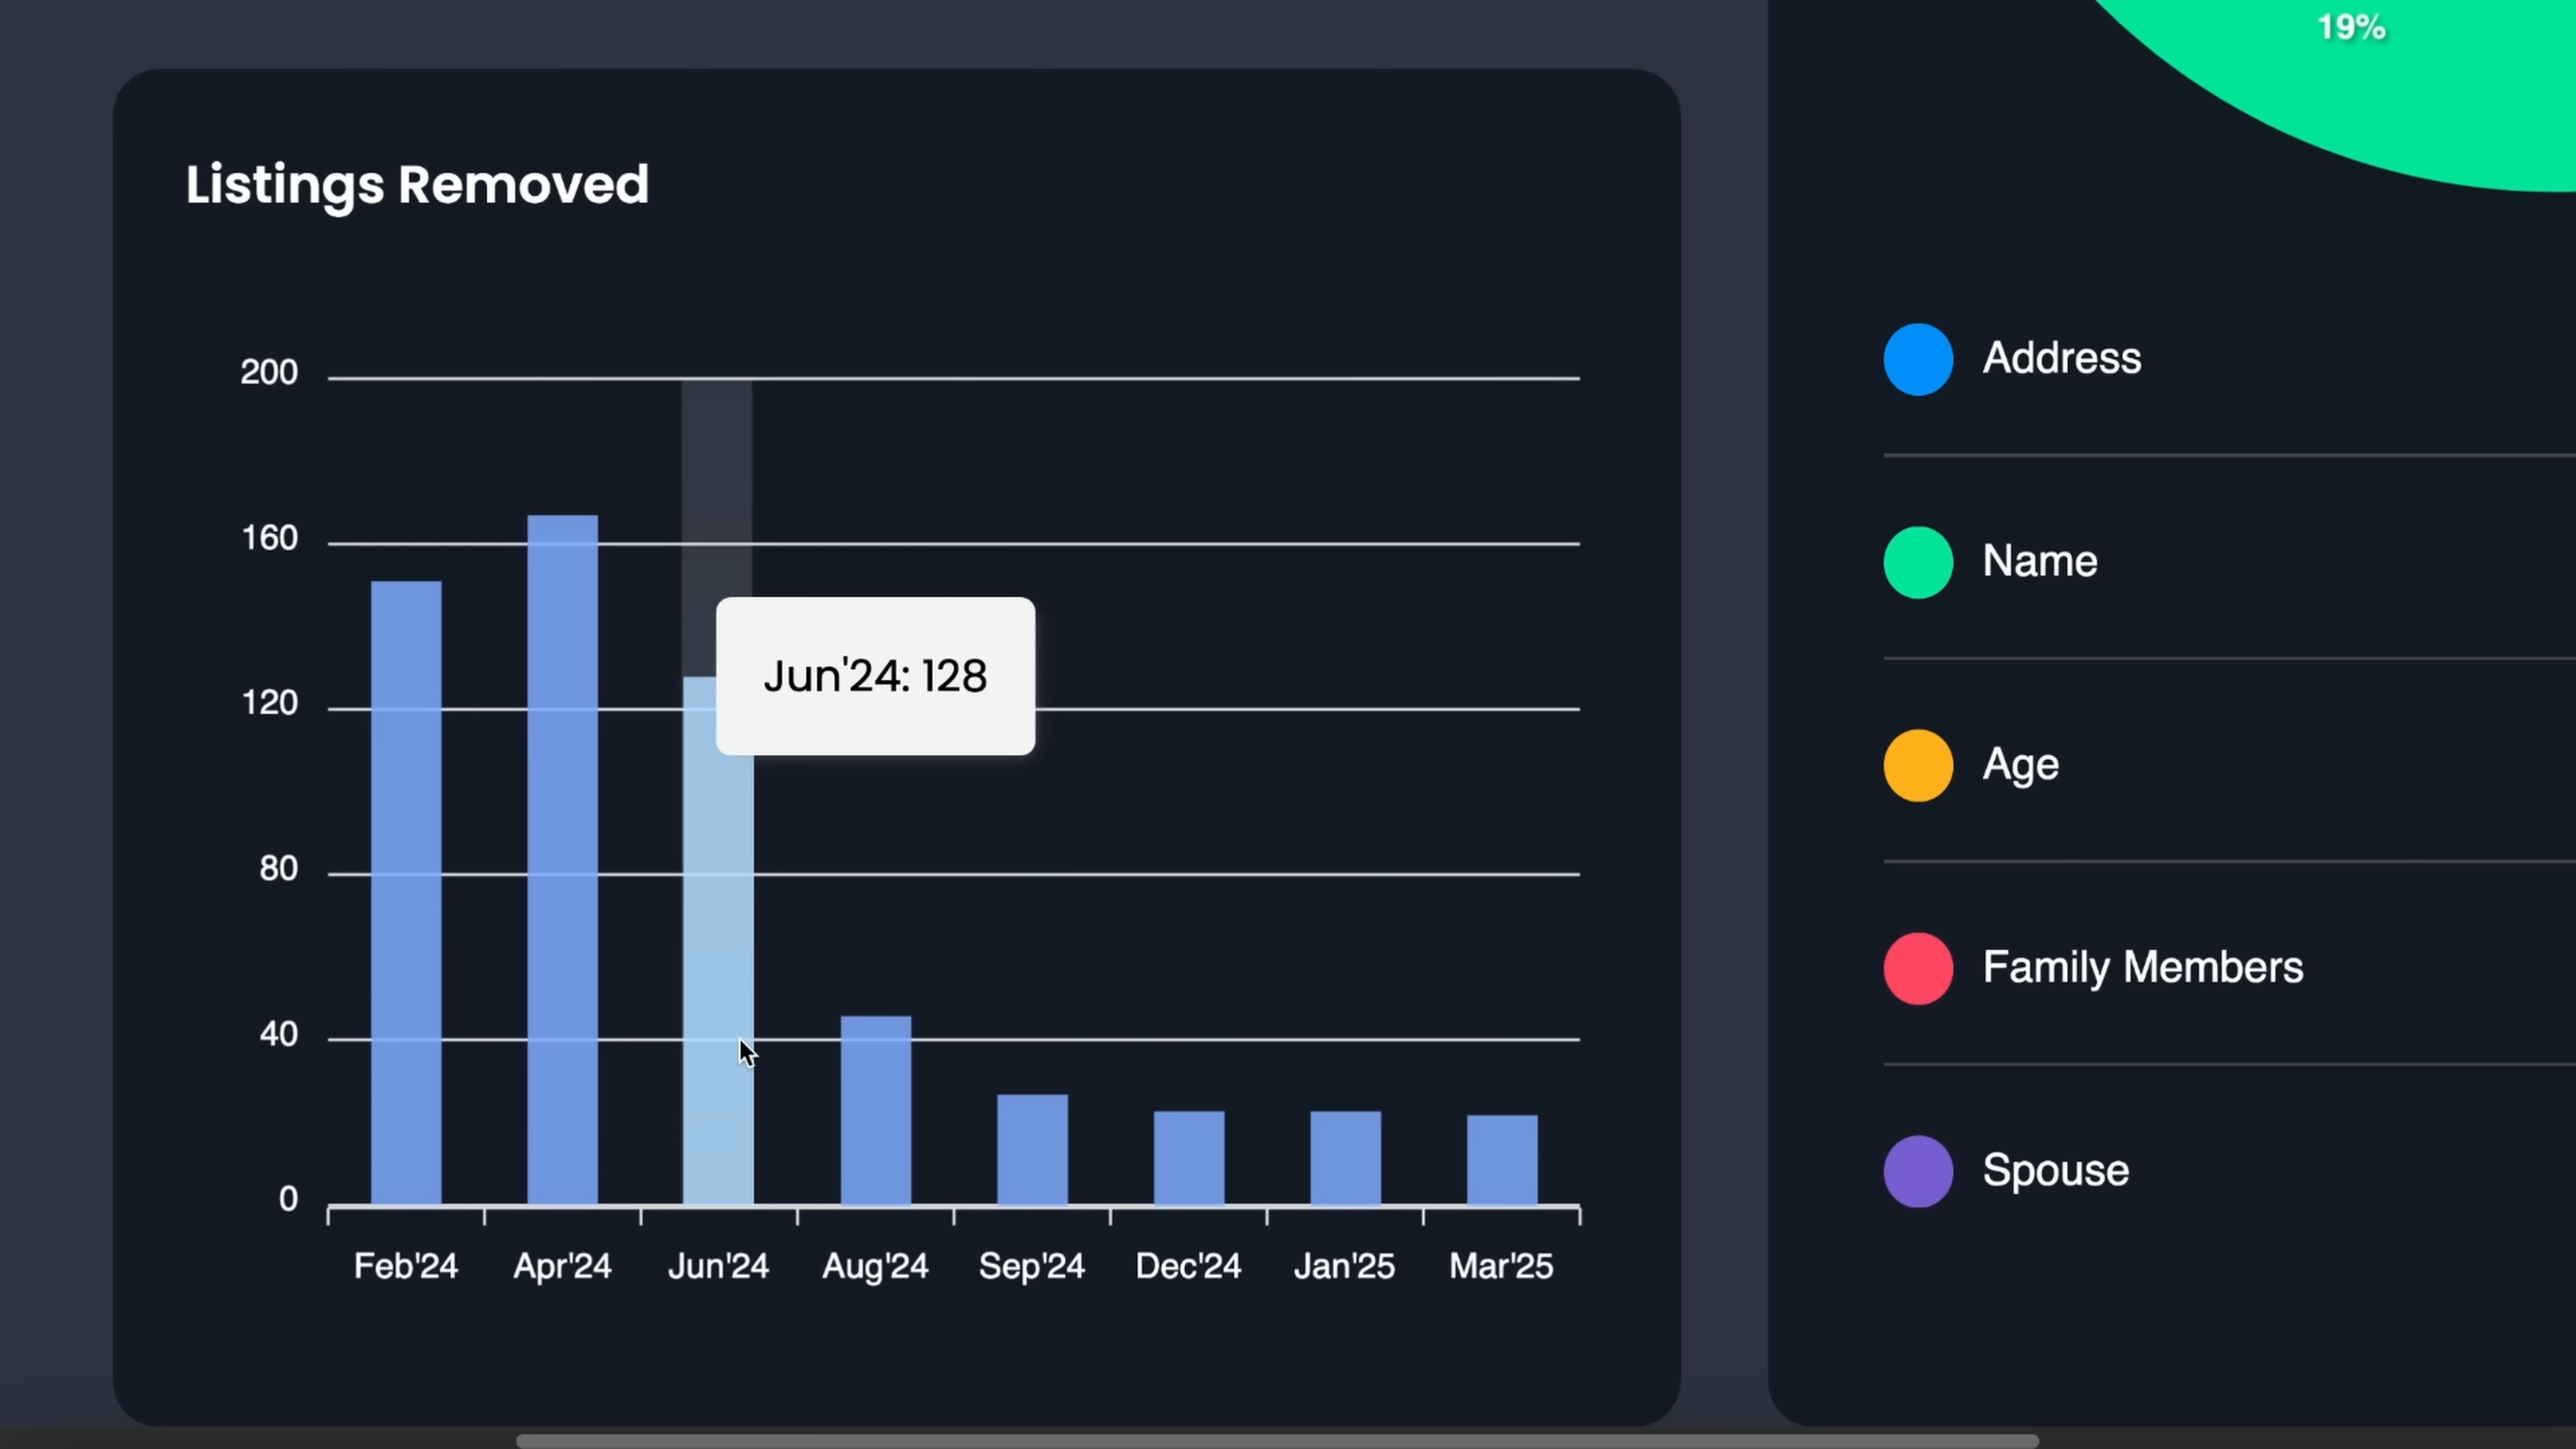 19%
Listings Removed
200
160
120
80
40
0
Jun'24: 128
Feb'24 Apr'24 Jun'24 Aug'24 Sep'24 Dec'24 Jan'25 Mar'25
Address
Name
Age
Family Members
Spouse